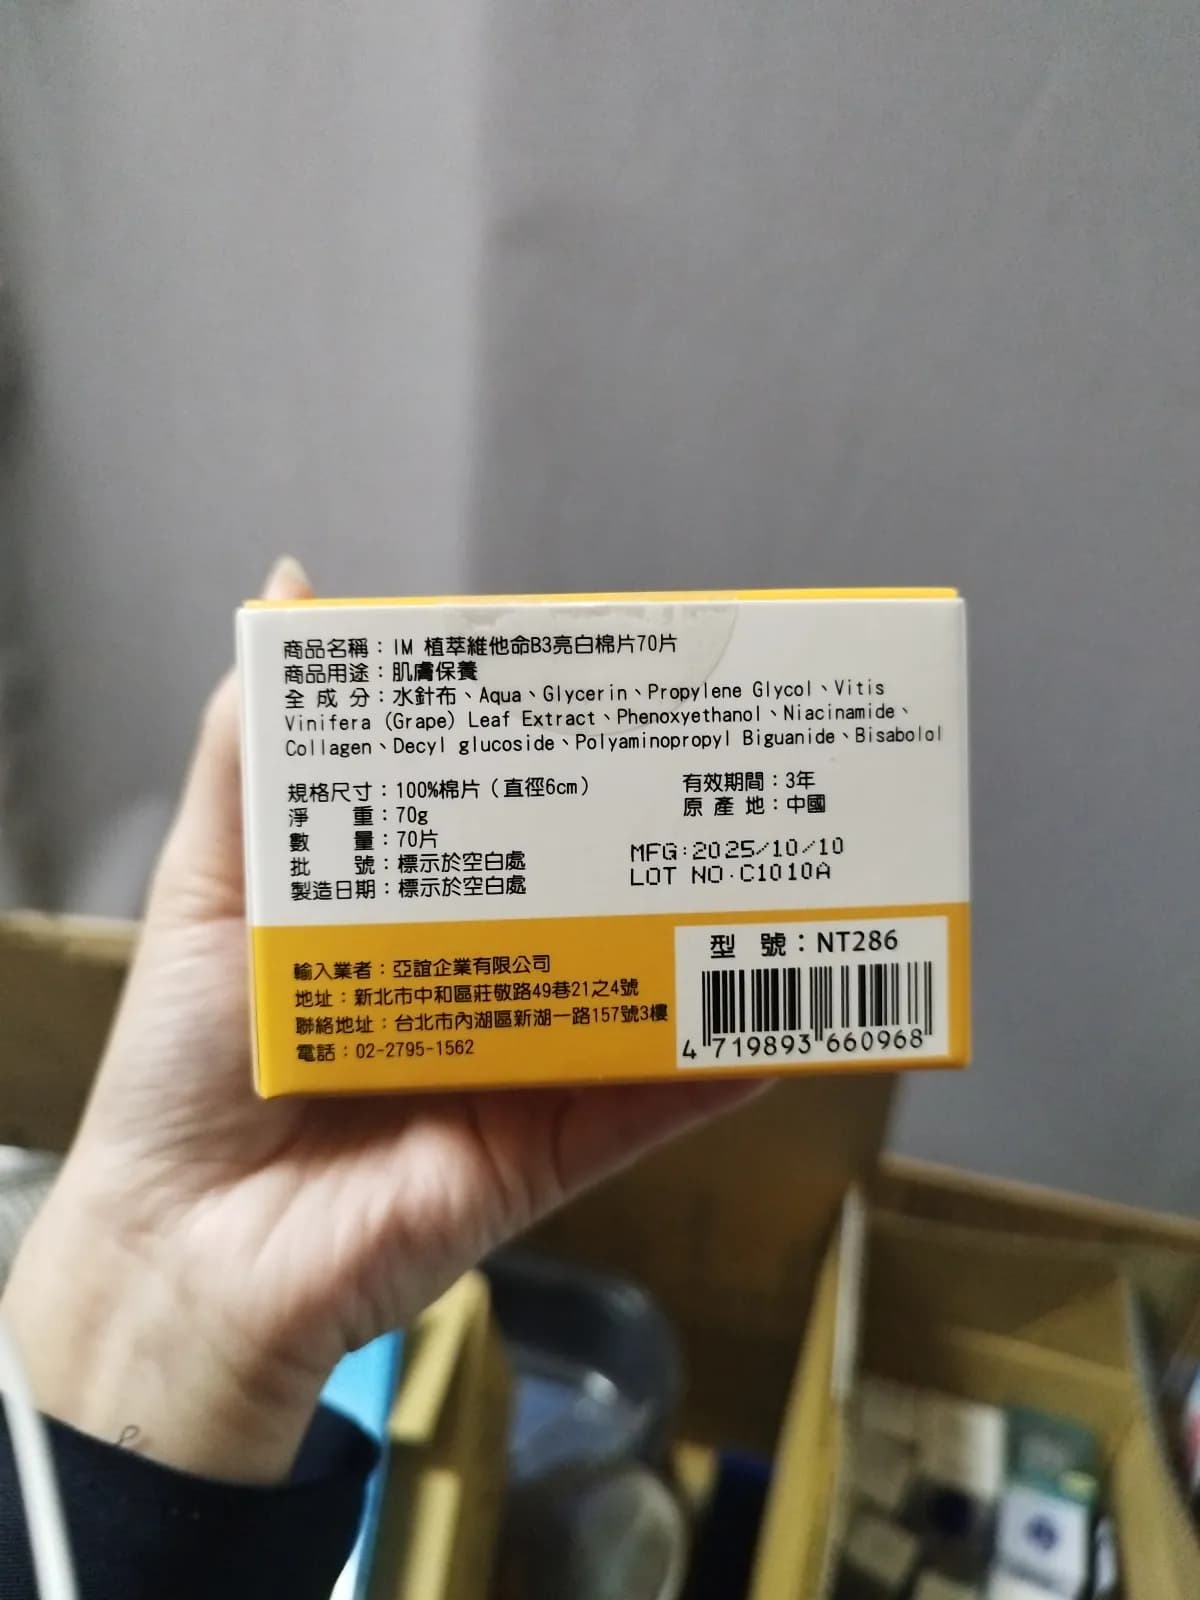 商品名稱：IM 植萃維他命B3亮白棉片70片
商品用途：肌膚保養
全成分：水針布、Aqua、Glycerin、Propylene Glycol、Vitis
Vinifera (Grape) Leaf Extract、Phenoxyethanol、Niacinamide、
Collagen、Decyl glucoside、Polyaminopropyl Biguanide、Bisabolol
規格尺寸：100%棉片（直徑6cm）
淨重：70g
數量：70片
批號：標示於空白處
製造日期：標示於空白處
有效期間：3年
原產地：中國
MFG:2025/10/10
LOT NO.C1010A
輸入業者：亞誼企業有限公司
地址：新北市中和區莊敬路49巷21之4號
聯絡地址：台北市內湖區新湖一路157號3樓
電話：02-2795-1562
型號：NT286
4 719893 660968